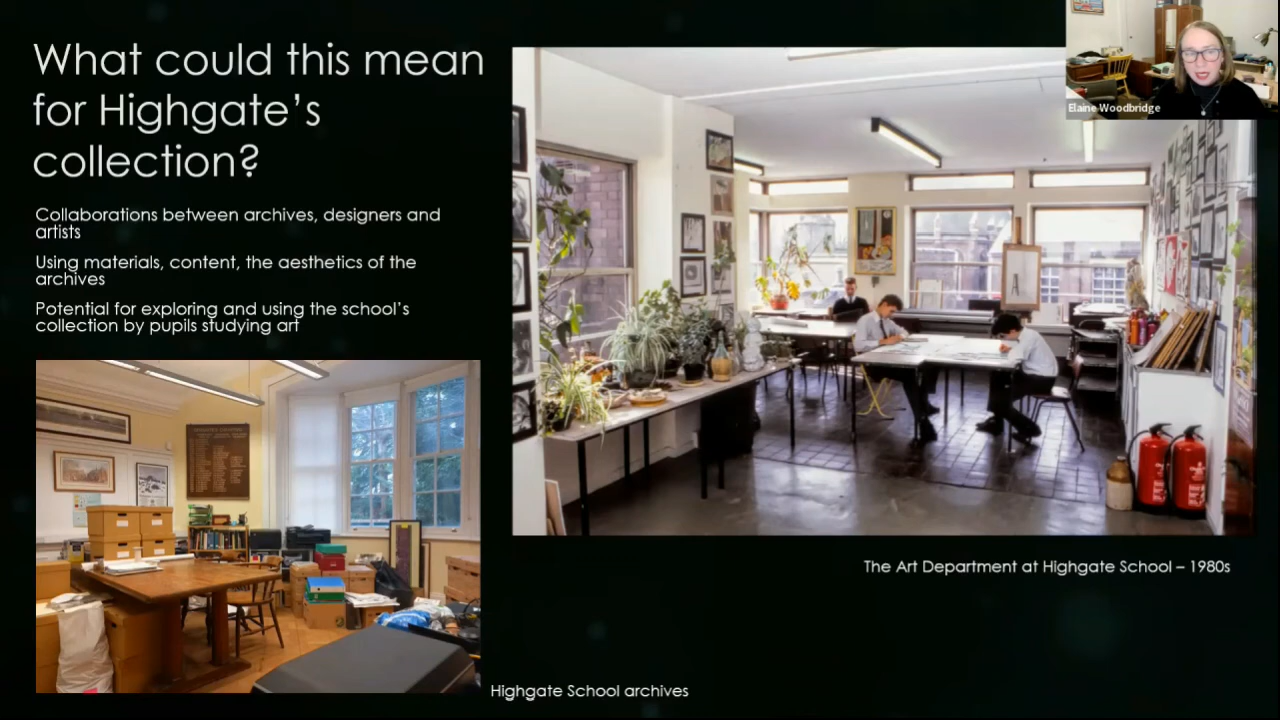 What could this mean
for Highgate's
collection?
Collaborations between archives, designers and
artists
Using materials, content, the aesthetics of the
archives
Potential for exploring and using the school's
collection by pupils studying art
Elaine Woodbridge
A
The Art Department at Highgate School – 1980s
Highgate School archives